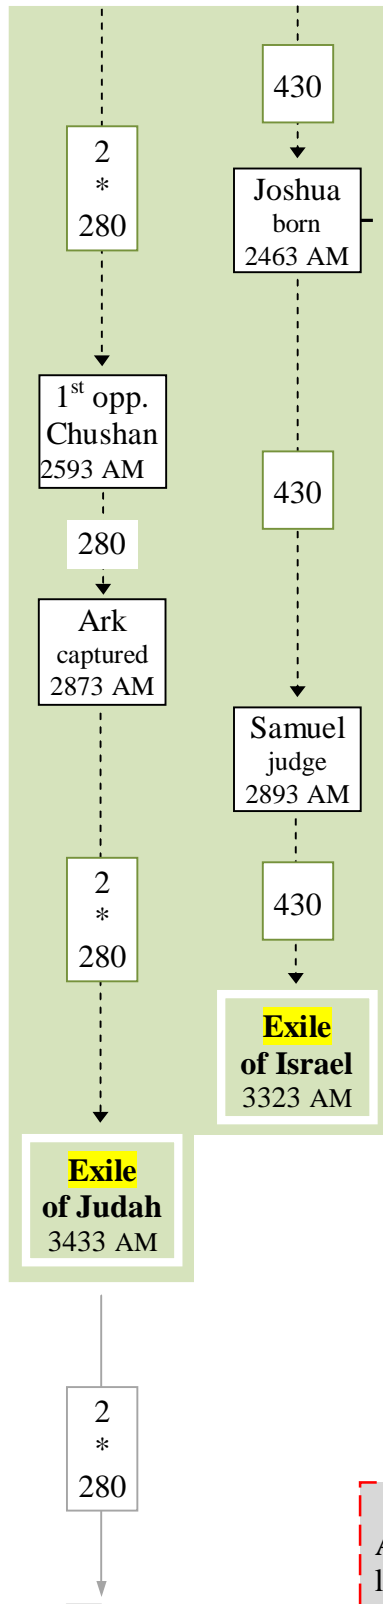 2
*
280
1st opp.
Chushan
2593 AM
280
Ark
captured
2873 AM
2
*
280
Exile
of Judah
3433 AM
2
*
280
430
Joshua
born
2463 AM
430
Samuel
judge
2893 AM
430
Exile
of Israel
3323 AM
A
l